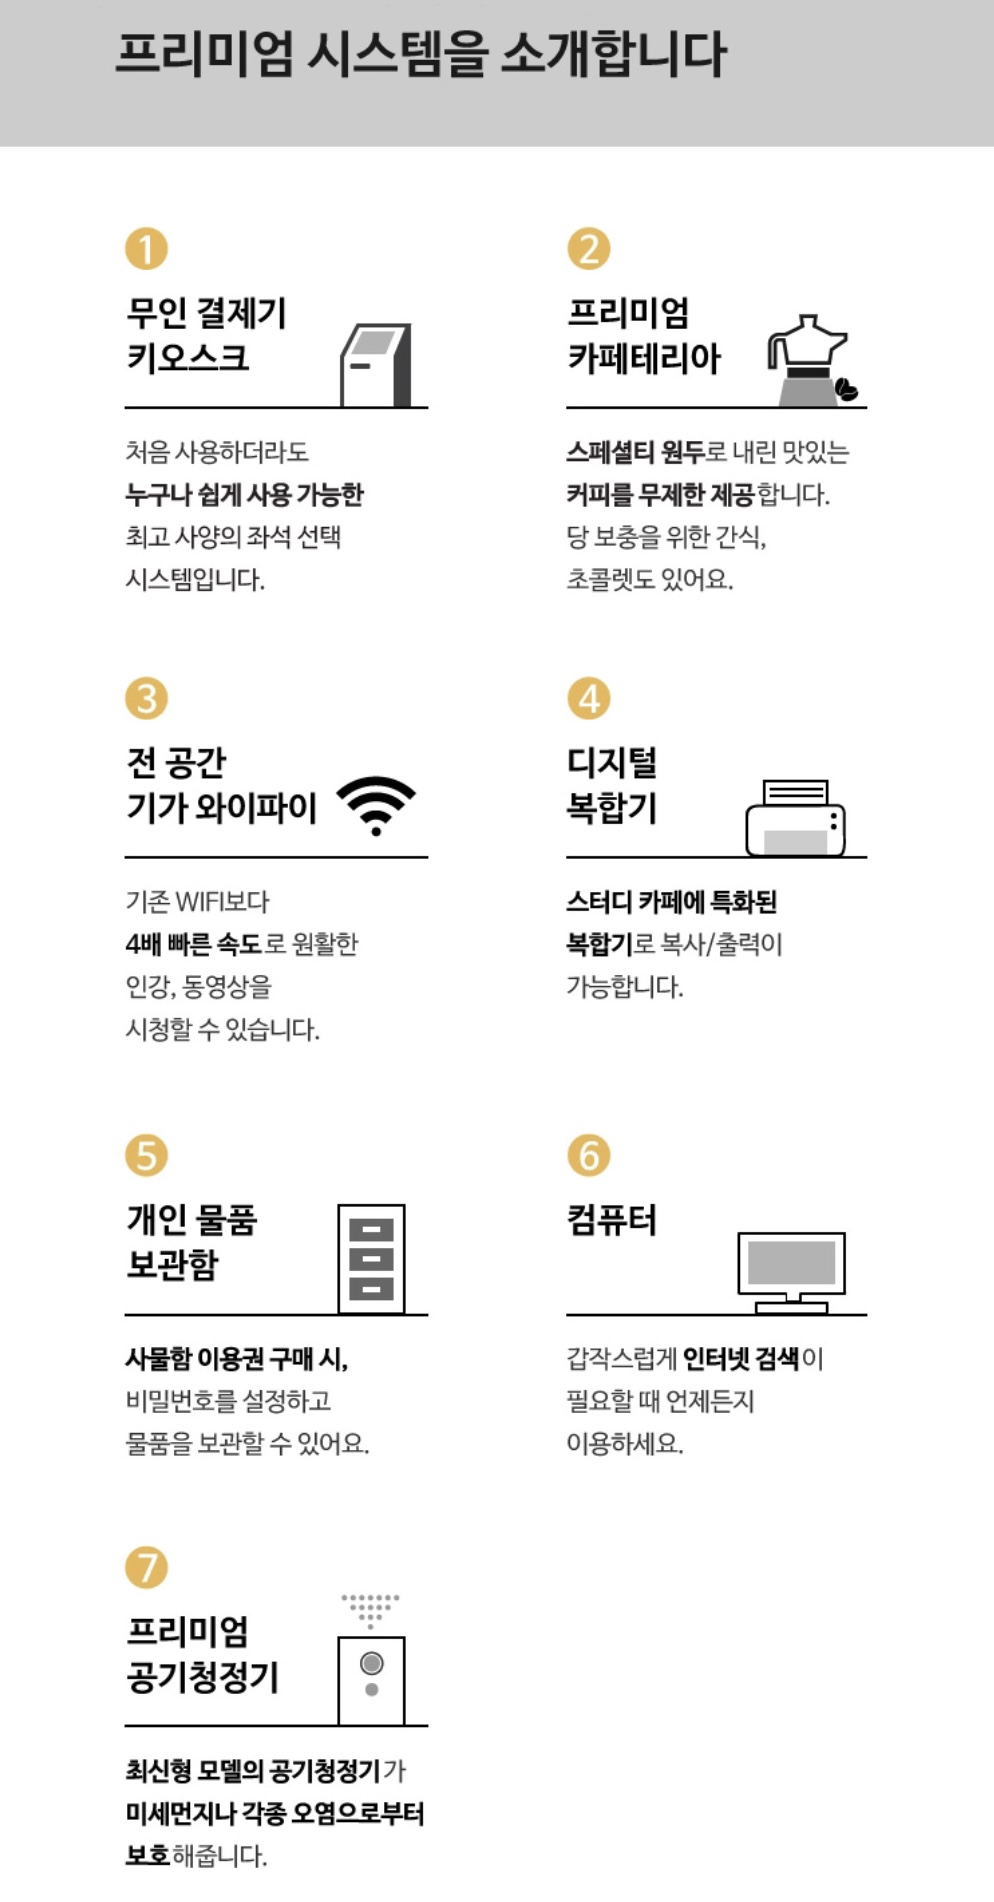 프리미엄 시스템을 소개합니다
1
무인 결제기
키오스크
처음 사용하더라도
누구나 쉽게 사용 가능한
최고 사양의 좌석 선택
시스템입니다.
2
프리미엄
카페테리아
스페셜티 원두로 내린 맛있는
커피를 무제한 제공합니다.
당 보충을 위한 간식,
초콜렛도 있어요.
3
전 공간
기가 와이파이
기존 WIFI보다
4배 빠른 속도로 원활한
인강, 동영상을
시청할 수 있습니다.
4
디지털
복합기
스터디 카페에 특화된
복합기로 복사/출력이
가능합니다.
5
개인 물품
보관함
사물함 이용권 구매 시,
비밀번호를 설정하고
물품을 보관할 수 있어요.
6
컴퓨터
갑작스럽게 인터넷 검색이
필요할 때 언제든지
이용하세요.
7
프리미엄
공기청정기
최신형 모델의 공기청정기가
미세먼지나 각종 오염으로부터
보호해줍니다.